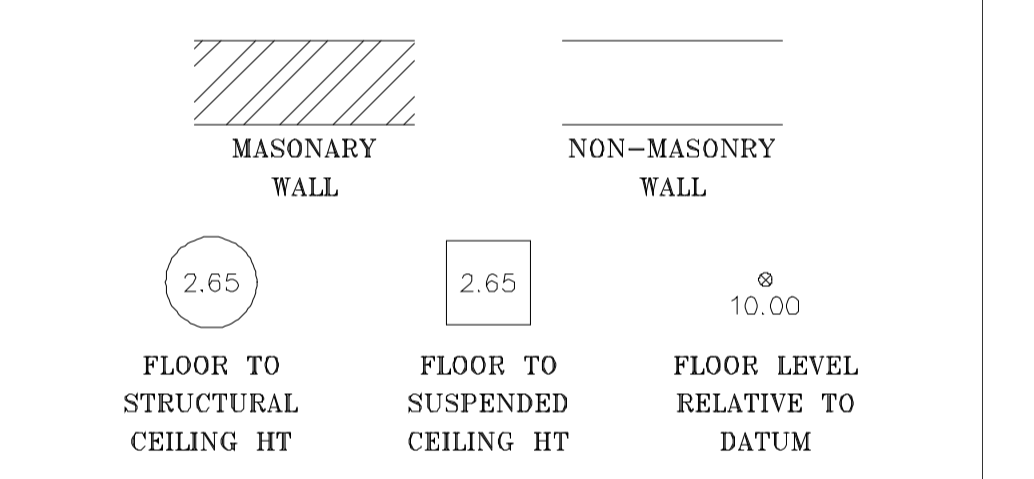 MASONARY
WALL
NON-MASONRY
WALL
2.65
FLOOR TO
STRUCTURAL
CEILING HT
2.65
FLOOR TO
SUSPENDED
CEILING HT
10.00
FLOOR LEVEL
RELATIVE TO
DATUM